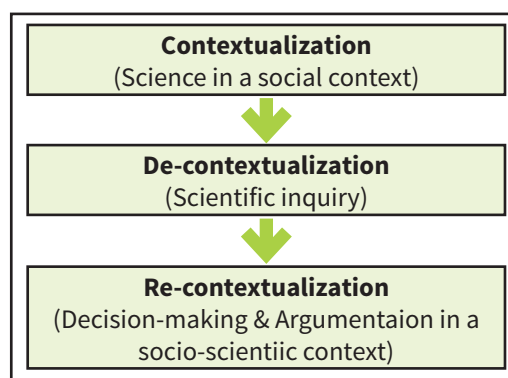 Contextualization
(Science in a social context)
De-contextualization
(Scientific inquiry)
Re-contextualization
(Decision-making & Argumentaion in a
socio-scientiic context)